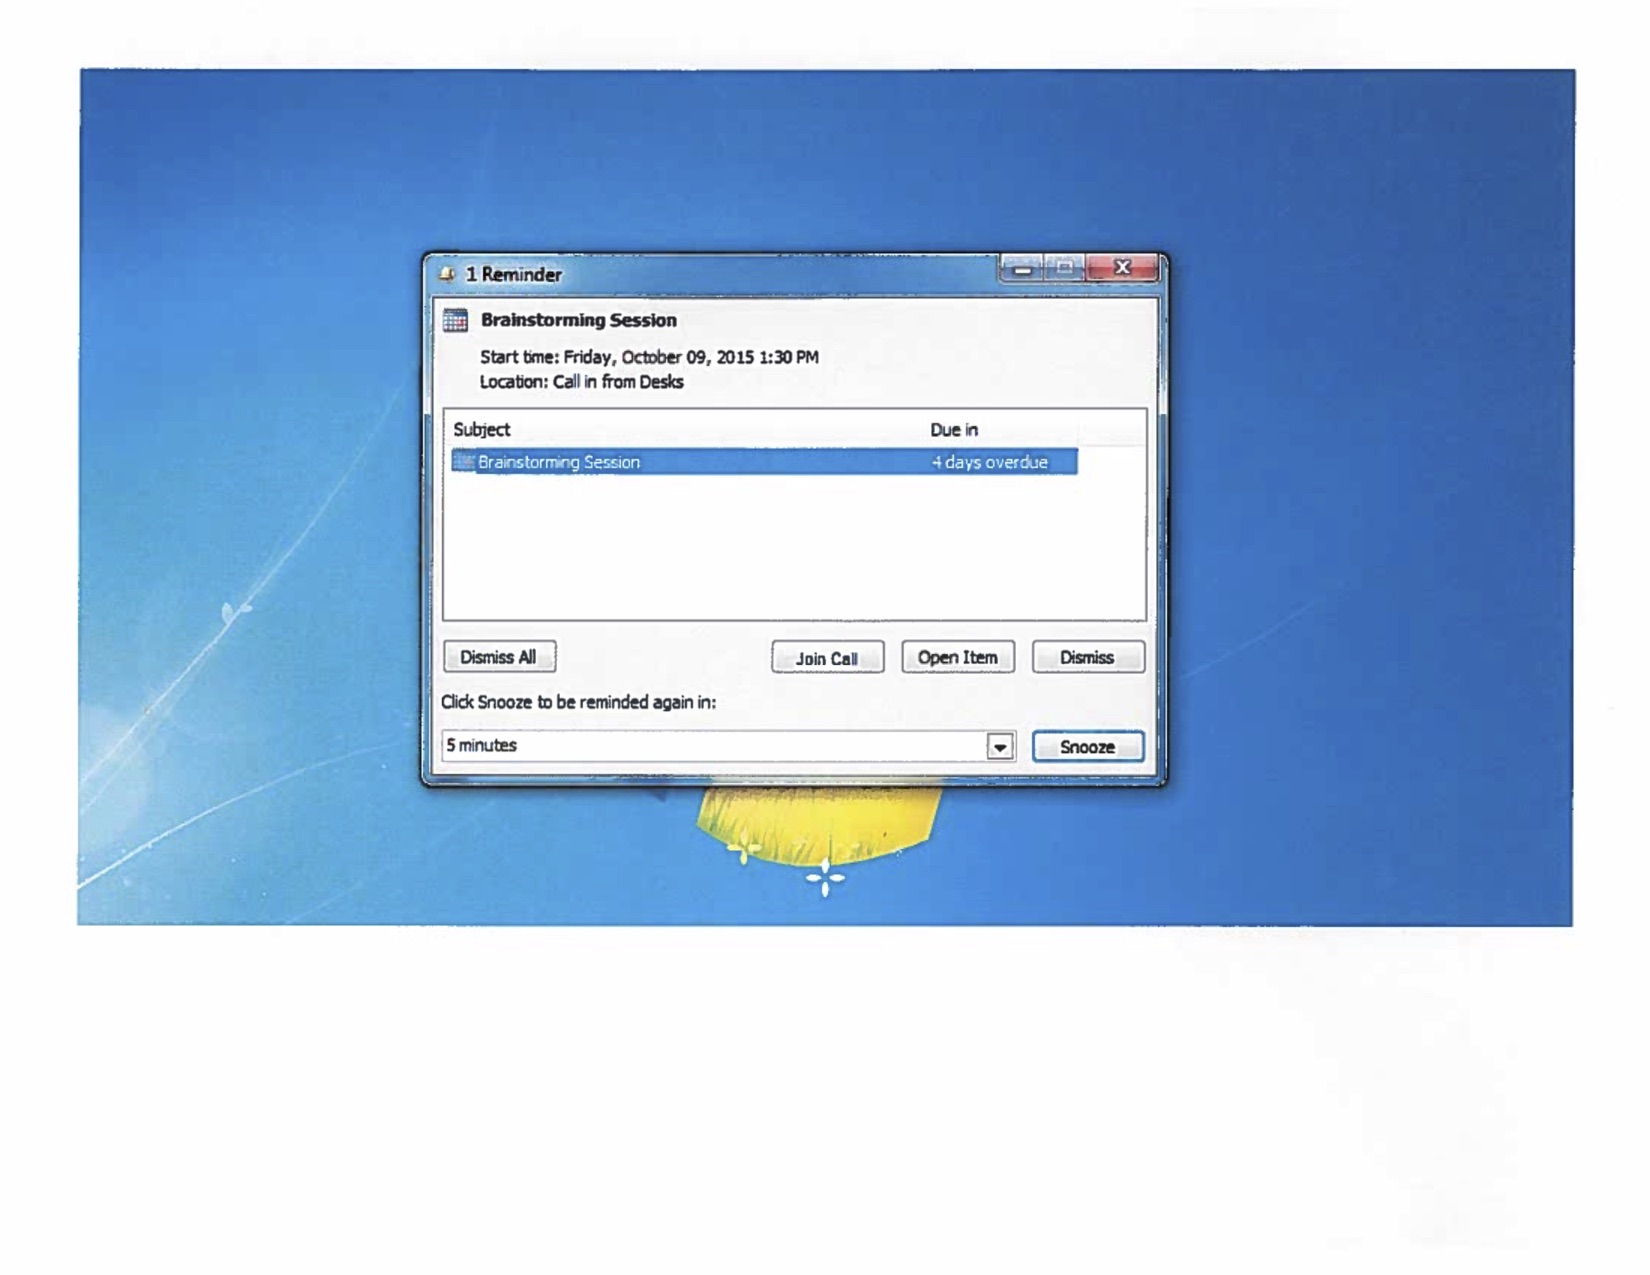 1 Reminder
Brainstorming Session
Start time: Friday, October 09, 2015 1:30 PM
Location: Call in from Desks
Subject Due in
Brainstorming Session 4 days overdue
Dismiss All Join Call Open Item Dismiss
Click Snooze to be reminded again in:
5 minutes Snooze